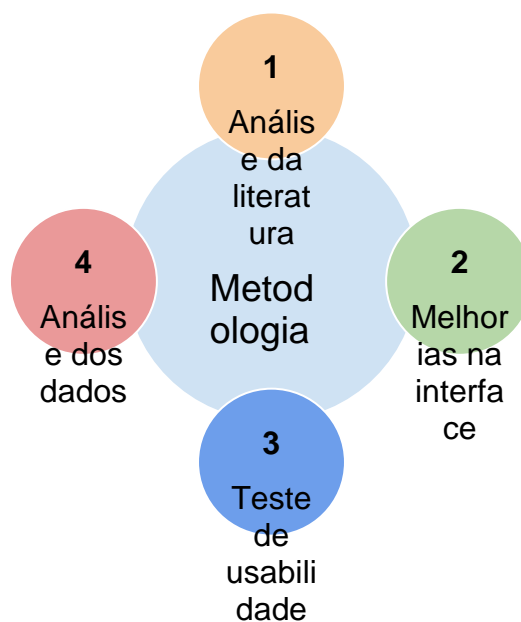 1
Anális
e da
literat
ura
Metod
ologia
2
Melhor
ias na
interfa
ce
3
Teste
de
usabili
dade
4
Anális
e dos
dados